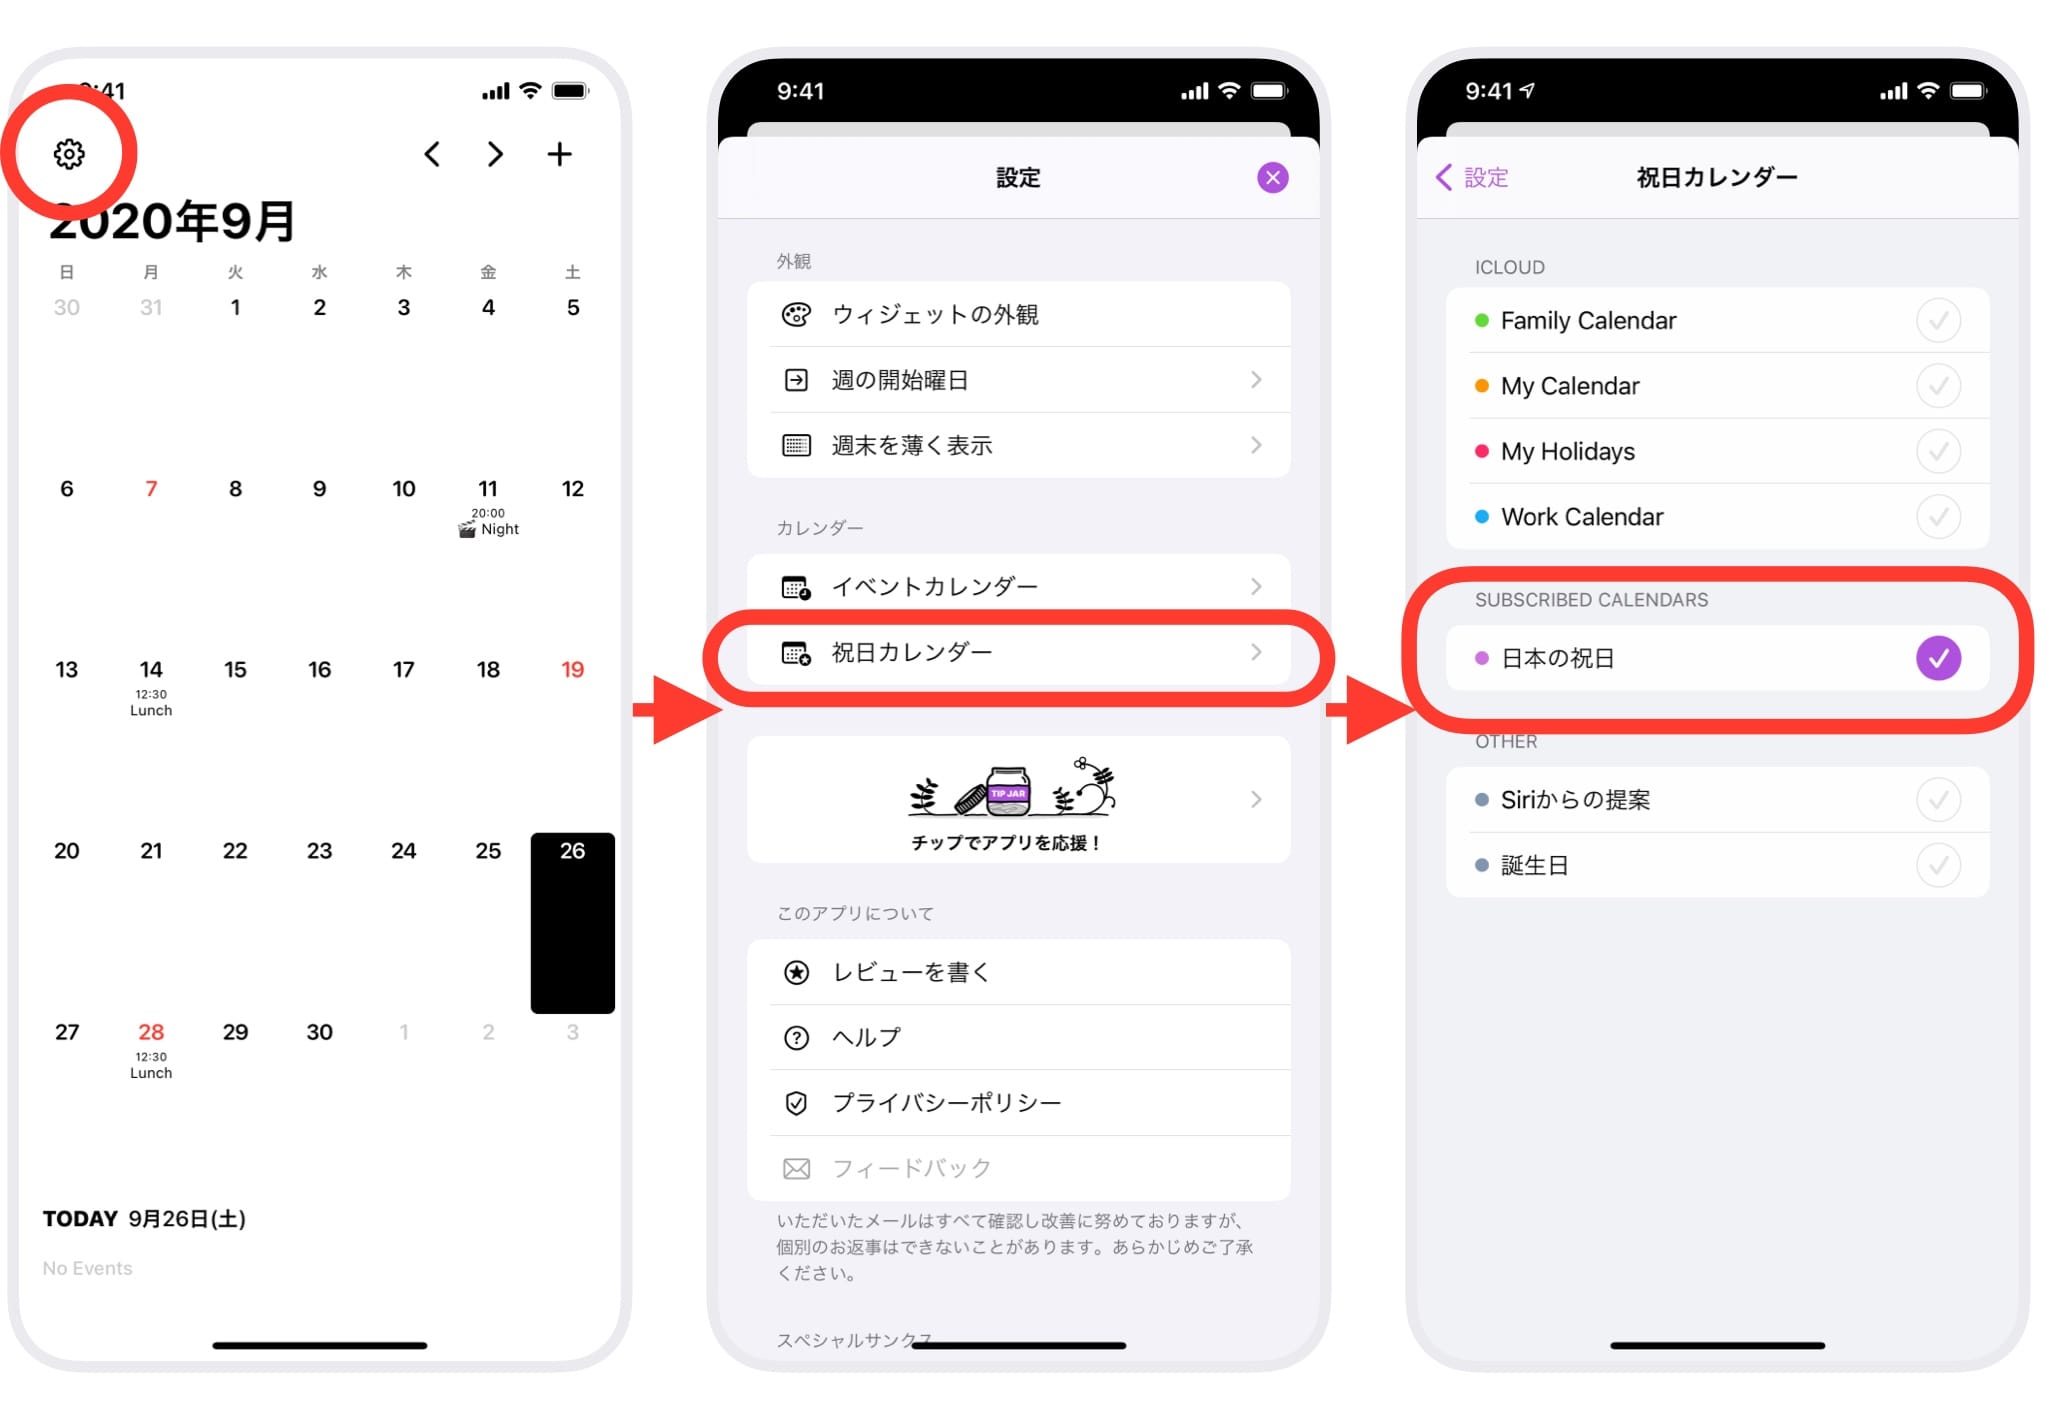 9:41
2020年9月
日 月 火 水 木 金 土
30 31 1 2 3 4 5
6 7 8 9 10 11 12
20:00
🎬 Night
13 14 15 16 17 18 19
12:30
Lunch
20 21 22 23 24 25 26
27 28 29 30 1 2 3
12:30
Lunch
TODAY 9月26日(土)
No Events
9:41
設定
外観
ウィジェットの外観
週の開始曜日
週末を薄く表示
カレンダー
イベントカレンダー
祝日カレンダー
TIP JAR
チップでアプリを応援！
このアプリについて
レビューを書く
ヘルプ
プライバシーポリシー
フィードバック
いただいたメールはすべて確認し改善に努めておりますが、
個別のお返事はできないことがあります。あらかじめご了承
ください。
スペシャルサンクス
9:41
設定
祝日カレンダー
ICLOUD
Family Calendar
My Calendar
My Holidays
Work Calendar
SUBSCRIBED CALENDARS
日本の祝日
OTHER
Siriからの提案
誕生日